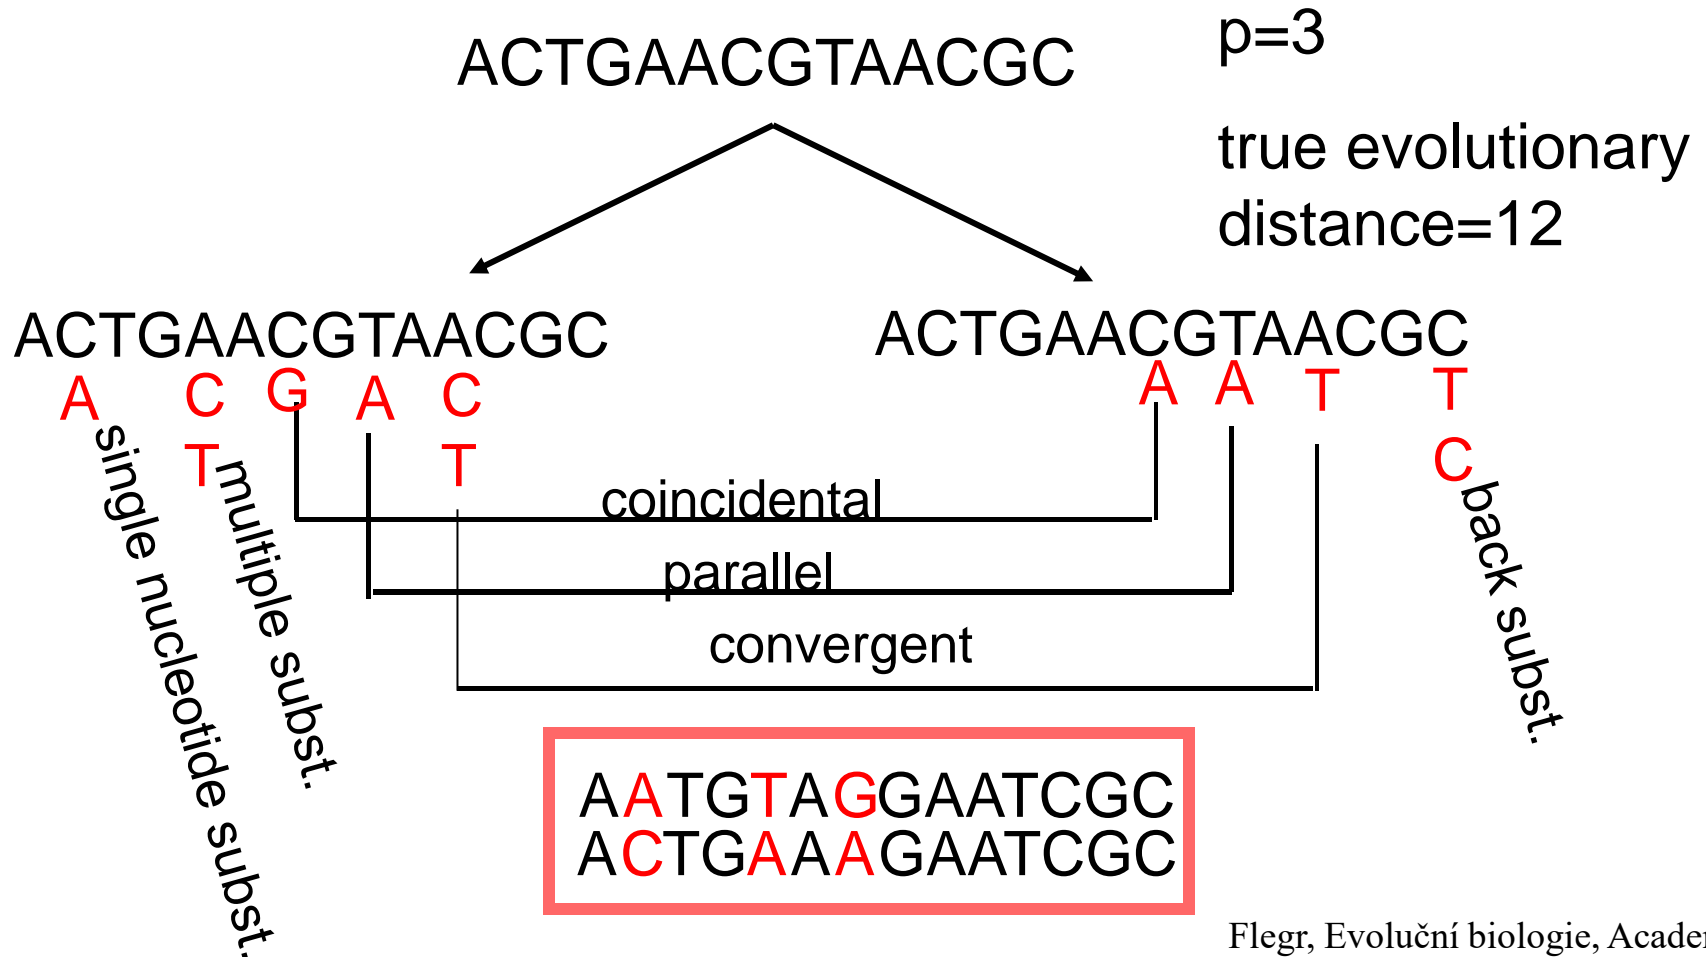 ACTGAACGTAACGC
p=3
true evolutionary
distance=12
ACTGAACGTAACGC
ACTGAACGTAACGC
A C G A C
T T
A A T T
C
single nucleotide subst.
multiple subst.
coincidental
parallel
convergent
back subst.
AATGTAGGAATCGC
ACTGAAAGAATCGC
Flegr, Evoluční biologie, Acade